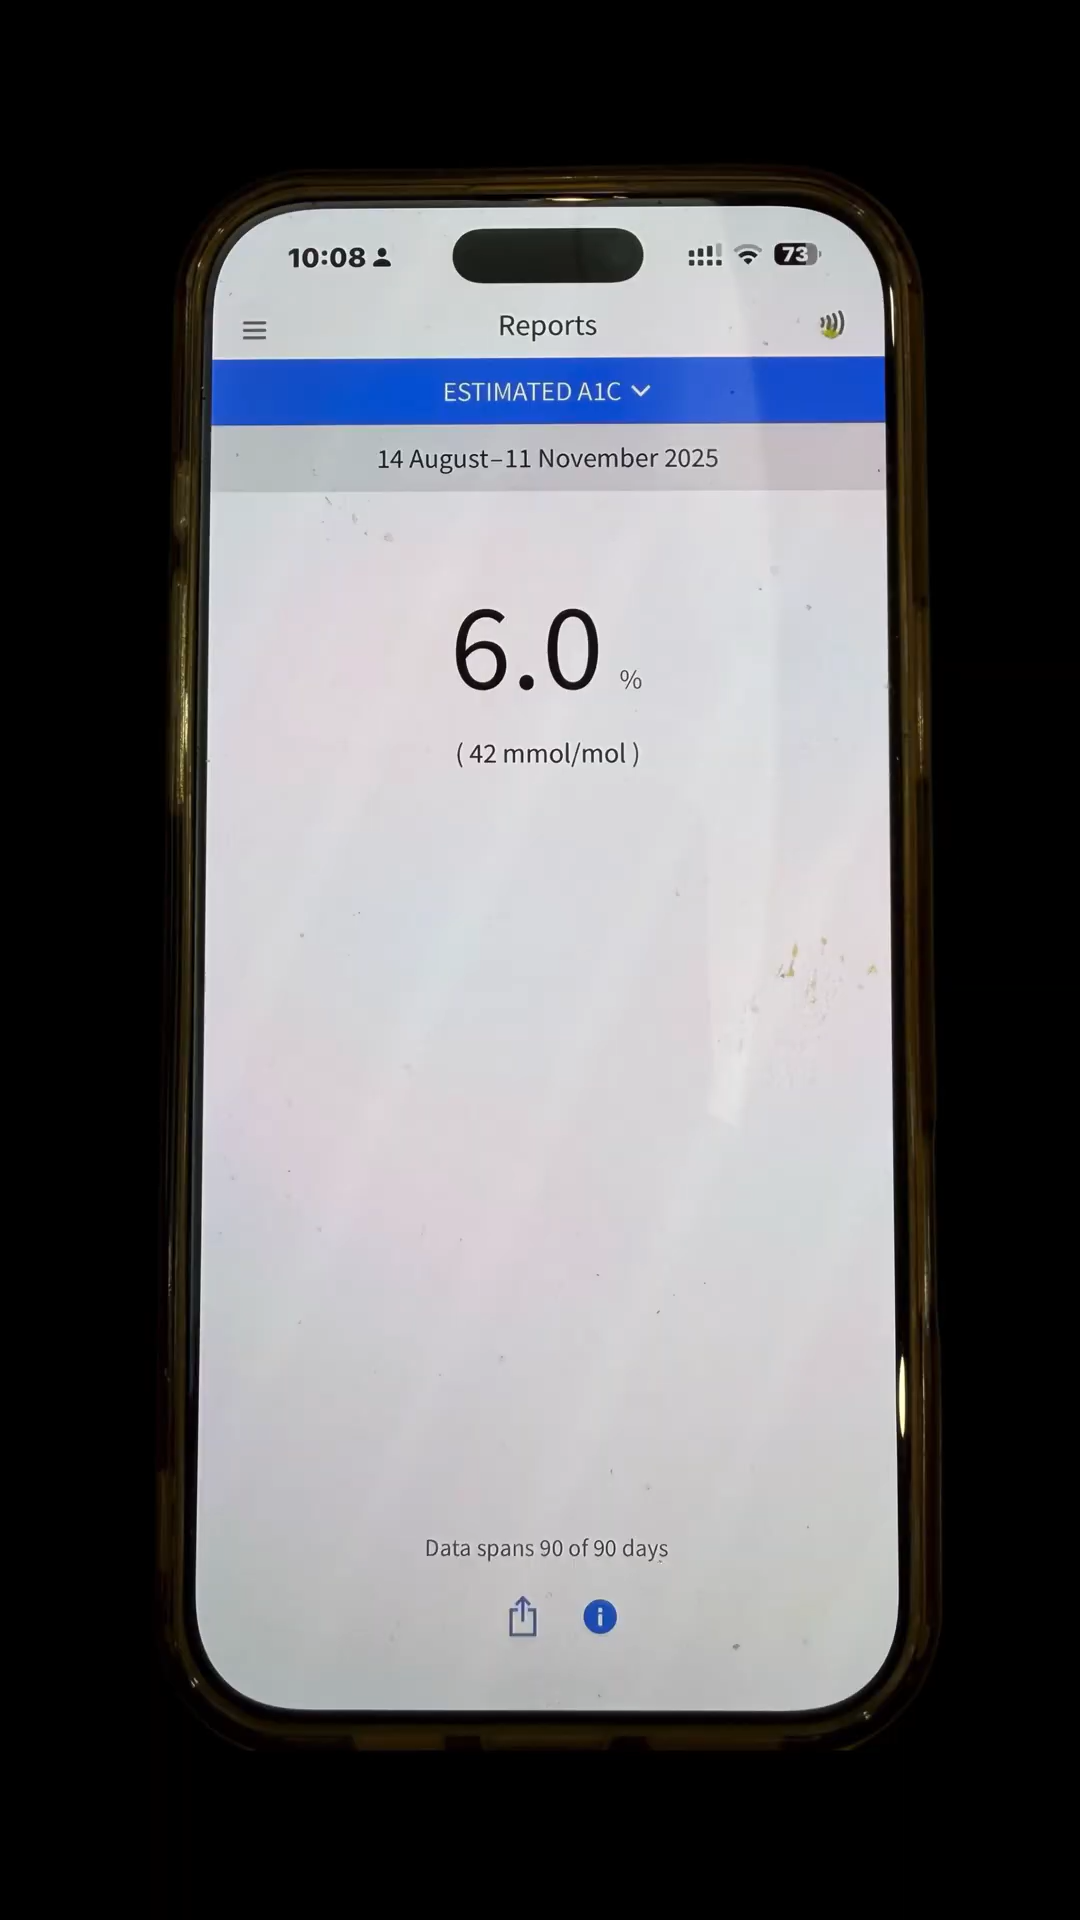 10:08
73
Reports
ESTIMATED A1C
14 August–11 November 2025
6.0 %
( 42 mmol/mol )
Data spans 90 of 90 days